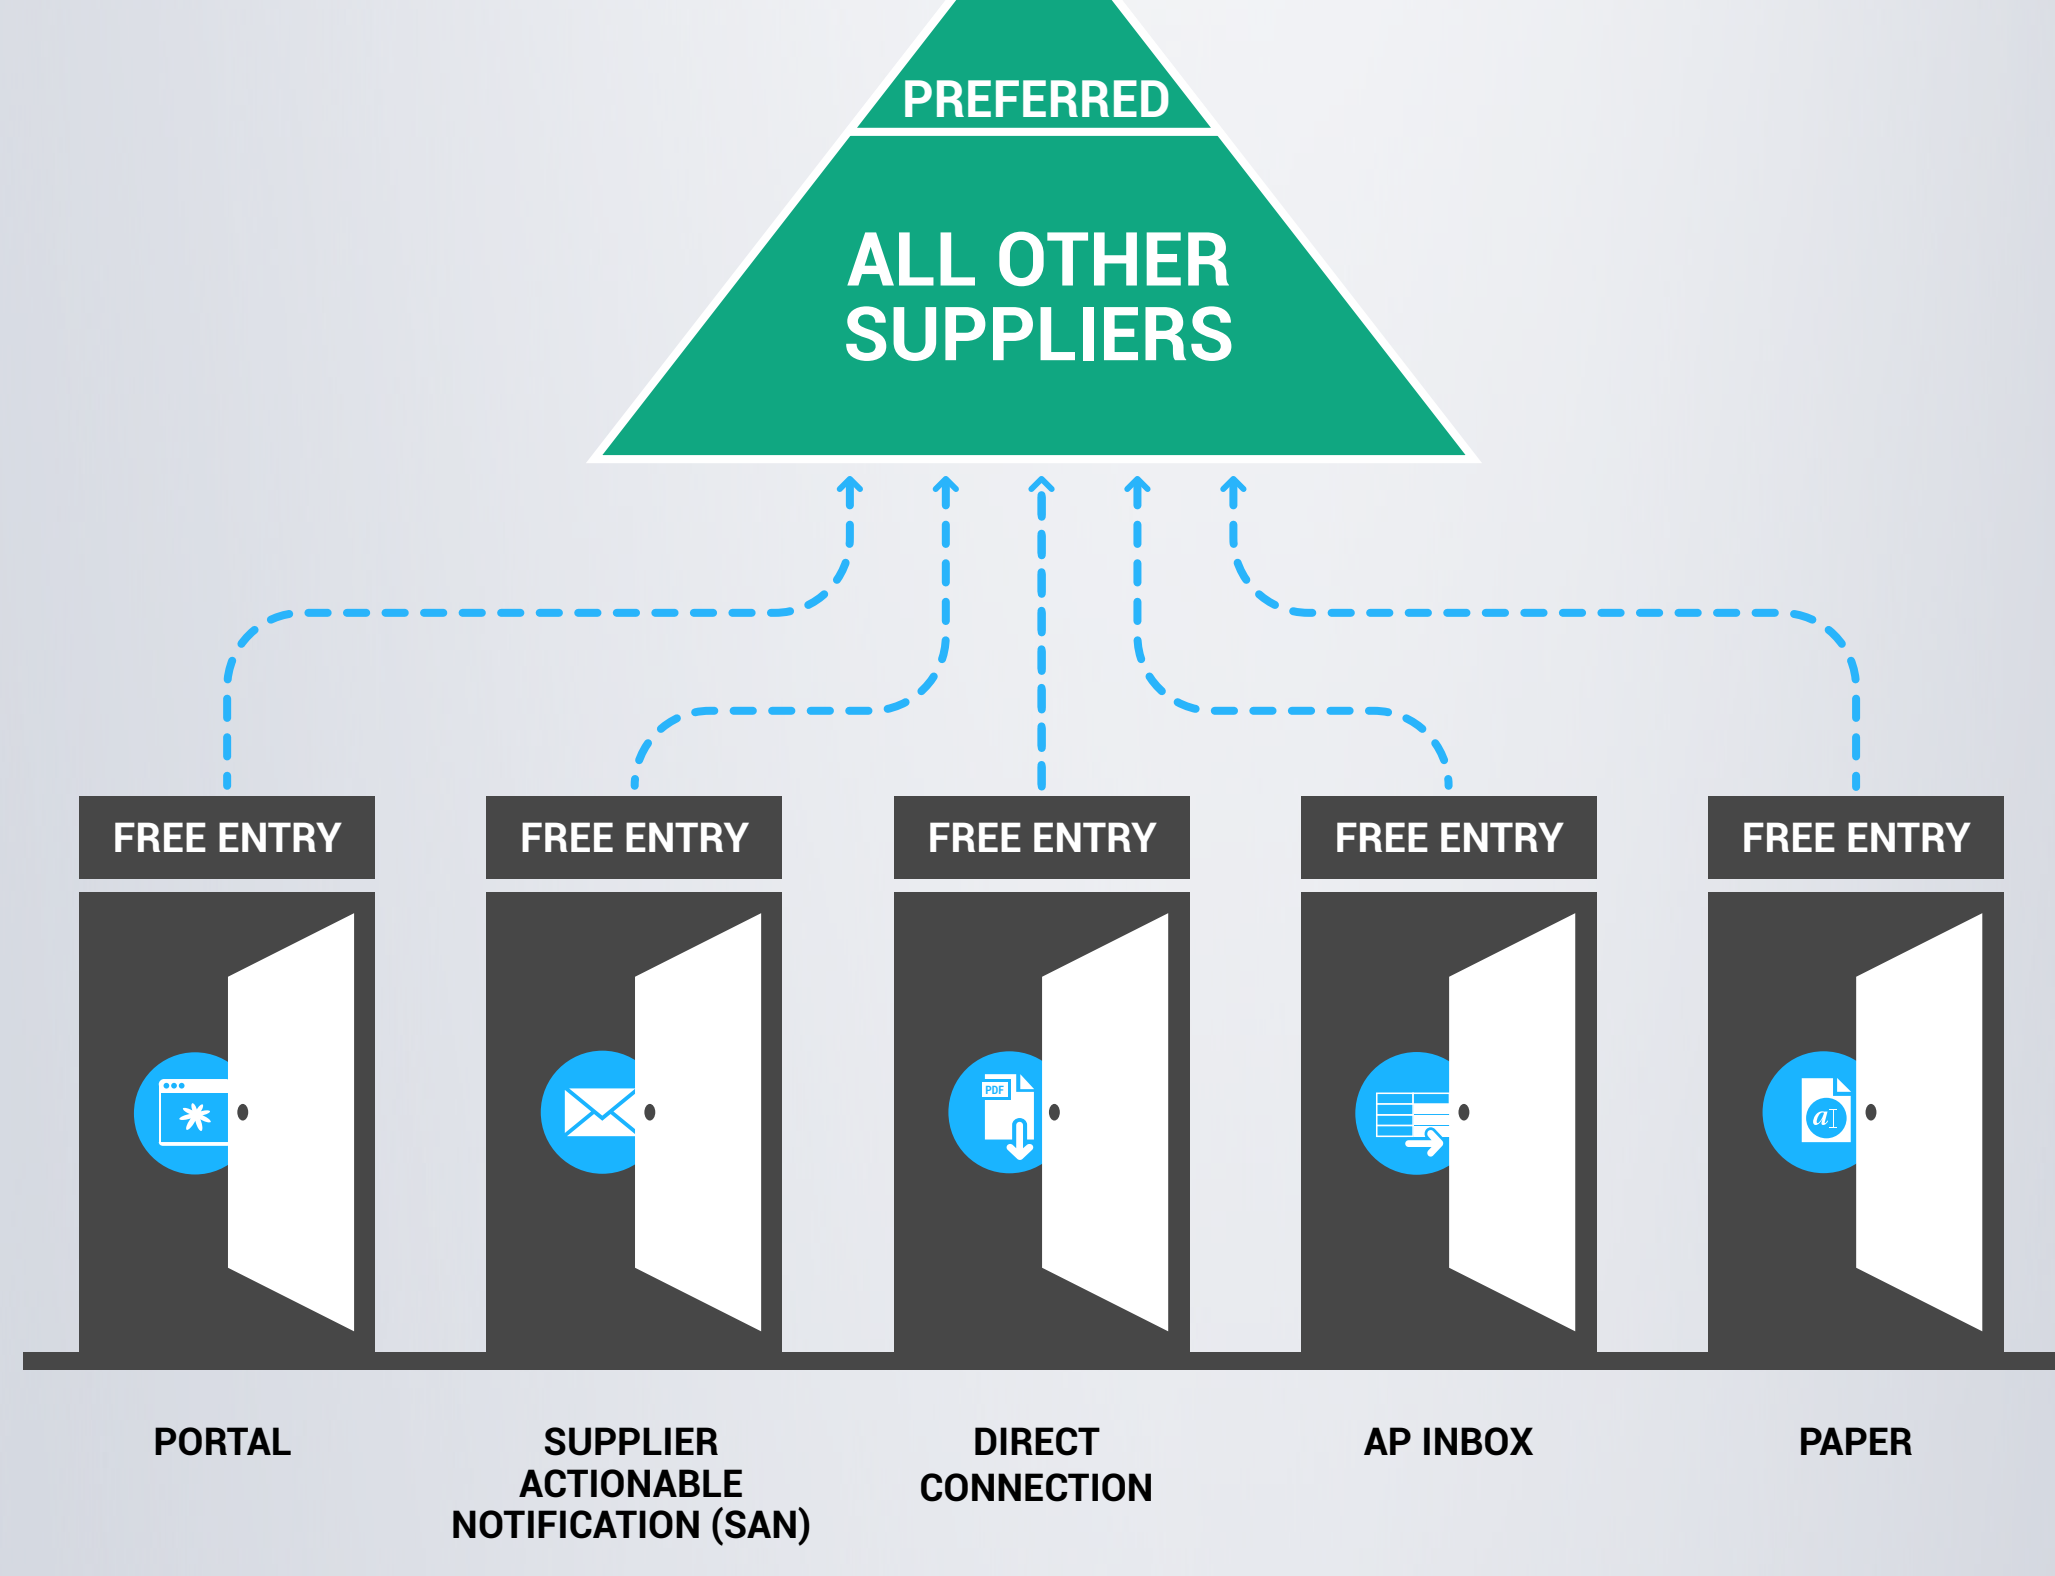 PREFERRED
ALL OTHER
SUPPLIERS
FREE ENTRY
FREE ENTRY
FREE ENTRY
FREE ENTRY
FREE ENTRY
PDF
a
PORTAL
SUPPLIER
ACTIONABLE
NOTIFICATION (SAN)
DIRECT
CONNECTION
AP INBOX
PAPER